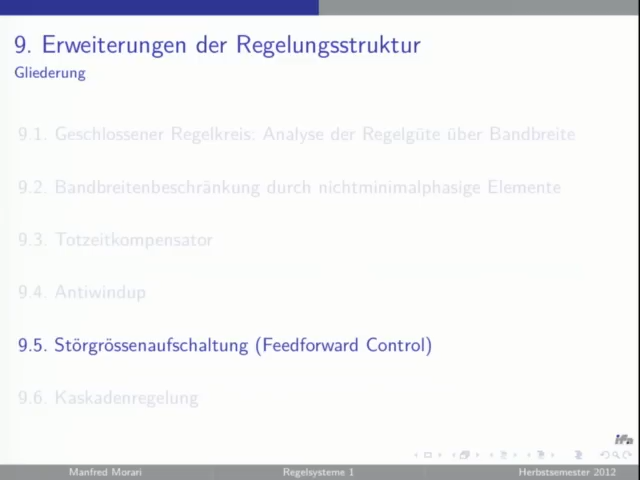 9. Erweiterungen der Regelungsstruktur
Gliederung
9.1. Geschlossener Regelkreis: Analyse der Regelgüte über Bandbreite
9.2. Bandbreitenbeschränkung durch nichtminimalphasige Elemente
9.3. Totzeitkompensator
9.4. Antiwindup
9.5. Störgrössenaufschaltung (Feedforward Control)
9.6. Kaskadenregelung
ifa
Manfred Morari Regelsysteme 1 Herbstsemester 2012